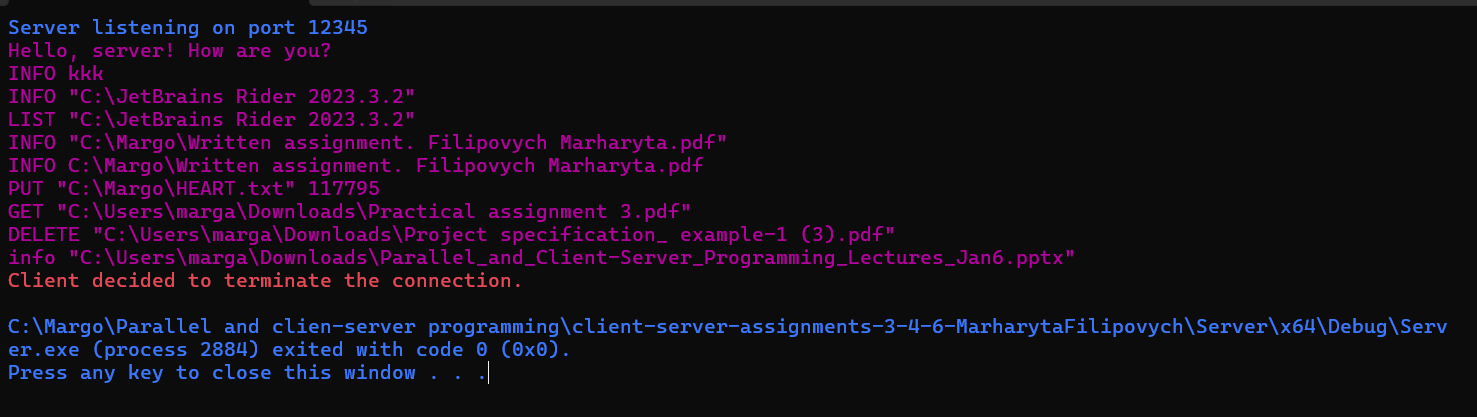 Server listening on port 12345
Hello, server! How are you?
INFO kkk
INFO "C:\JetBrains Rider 2023.3.2"
LIST "C:\JetBrains Rider 2023.3.2"
INFO "C:\Margo\Written assignment. Filipovych Marharyta.pdf"
INFO C:\Margo\Written assignment. Filipovych Marharyta.pdf
PUT "C:\Margo\HEART.txt" 117795
GET "C:\Users\marga\Downloads\Practical assignment 3.pdf"
DELETE "C:\Users\marga\Downloads\Project specification_ example-1 (3).pdf"
info "C:\Users\marga\Downloads\Parallel_and_Client-Server_Programming_Lectures_Jan6.pptx"
Client decided to terminate the connection.
C:\Margo\Parallel and clien-server programming\client-server-assignments-3-4-6-MarharytaFilipovych\Server\x64\Debug\Serv
er.exe (process 2884) exited with code 0 (0x0).
Press any key to close this window . . .